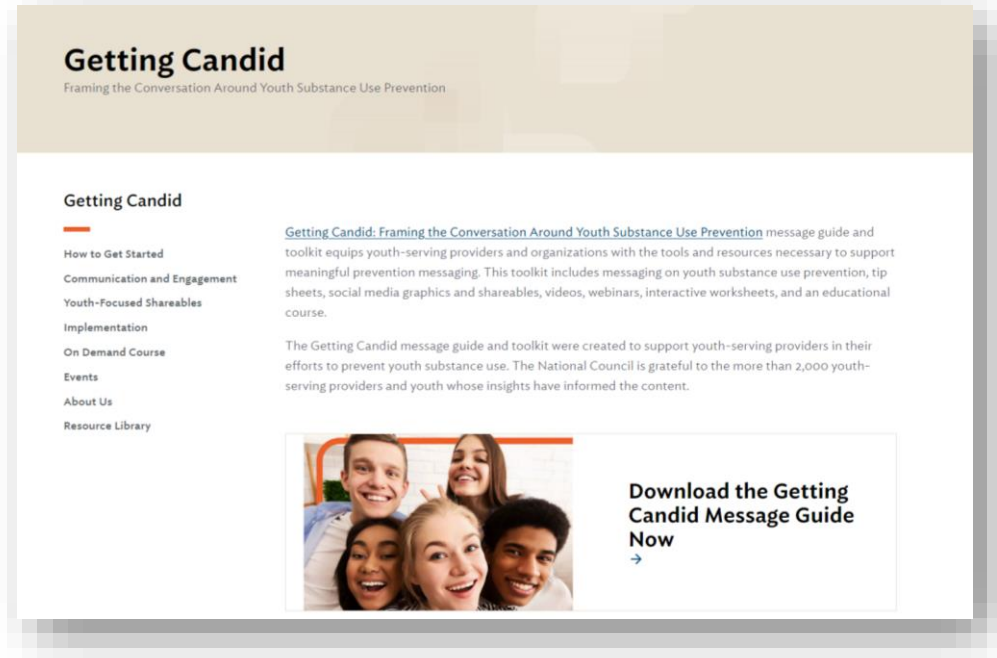 Getting Candid
Framing the Conversation Around Youth Substance Use Prevention
Getting Candid
How to Get Started
Communication and Engagement
Youth-Focused Shareables
Implementation
On Demand Course
Events
About Us
Resource Library
Getting Candid: Framing the Conversation Around Youth Substance Use Prevention message guide and
toolkit equips youth-serving providers and organizations with the tools and resources necessary to support
meaningful prevention messaging. This toolkit includes messaging on youth substance use prevention, tip
sheets, social media graphics and shareables, videos, webinars, interactive worksheets, and an educational
course.
The Getting Candid message guide and toolkit were created to support youth-serving providers in their
efforts to prevent youth substance use. The National Council is grateful to the more than 2,000 youth-
serving providers and youth whose insights have informed the content.
Download the Getting
Candid Message Guide
Now
→